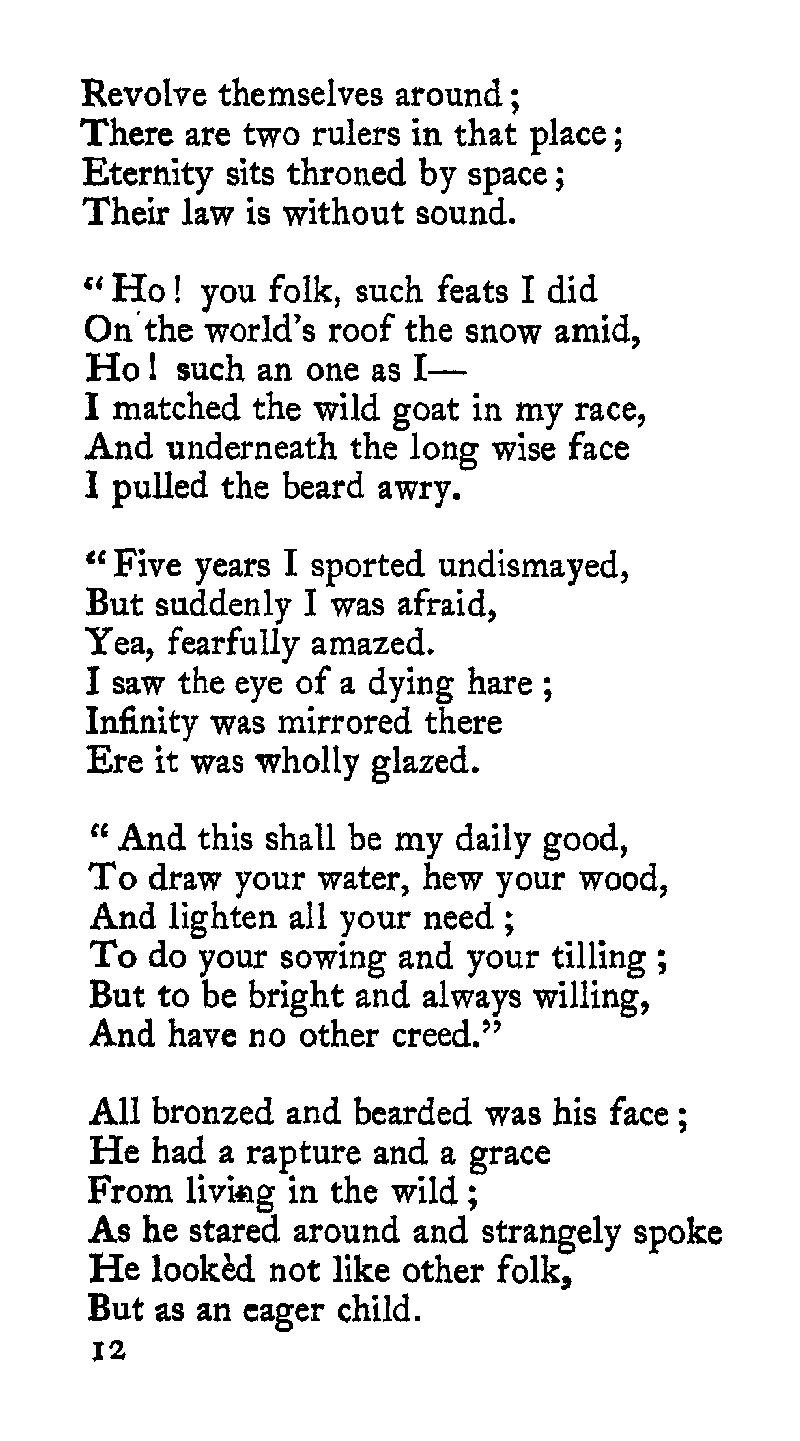 Revolve themselves around ;
There are two rulers in that place ;
Eternity sits throned by space ;
Their law is without sound.

“ Ho ! you folk, such feats I did
On the world’s roof the snow amid,
Ho ! such an one as I—
I matched the wild goat in my race,
And underneath the long wise face
I pulled the beard awry.

“ Five years I sported undismayed,
But suddenly I was afraid,
Yea, fearfully amazed.
I saw the eye of a dying hare ;
Infinity was mirrored there
Ere it was wholly glazed.

“ And this shall be my daily good,
To draw your water, hew your wood,
And lighten all your need ;
To do your sowing and your tilling ;
But to be bright and always willing,
And have no other creed.”

All bronzed and bearded was his face ;
He had a rapture and a grace
From living in the wild ;
As he stared around and strangely spoke
He lookèd not like other folk,
But as an eager child.
12